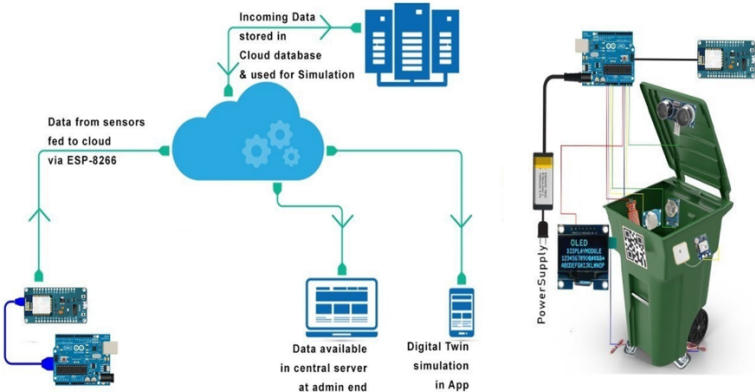 Incoming Data
stored in
Cloud database
& used for Simulation
Data from sensors
fed to cloud
via ESP-8266
Data available
in central server
at admin end
Digital Twin
simulation
in App
PowerSupply
OLED
DISPLAYMODULE